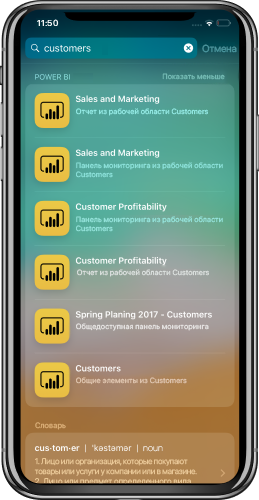 11:50
customers
Отмена
POWER BI
Показать меньше
Sales and Marketing
Отчет из рабочей области Customers
Sales and Marketing
Панель мониторинга из рабочей области
Customers
Customer Profitability
Панель мониторинга из рабочей области
Customers
Customer Profitability
Отчет из рабочей области Customers
Spring Planing 2017 - Customers
Общедоступная панель мониторинга
Customers
Общие элементы из Customers
Словарь
cus·tom·er | ˈkəstəmər | noun
1. Лицо или организация, которые покупают
товары или услуги у компании или в магазине.
2. Лицо или предмет определенного вида